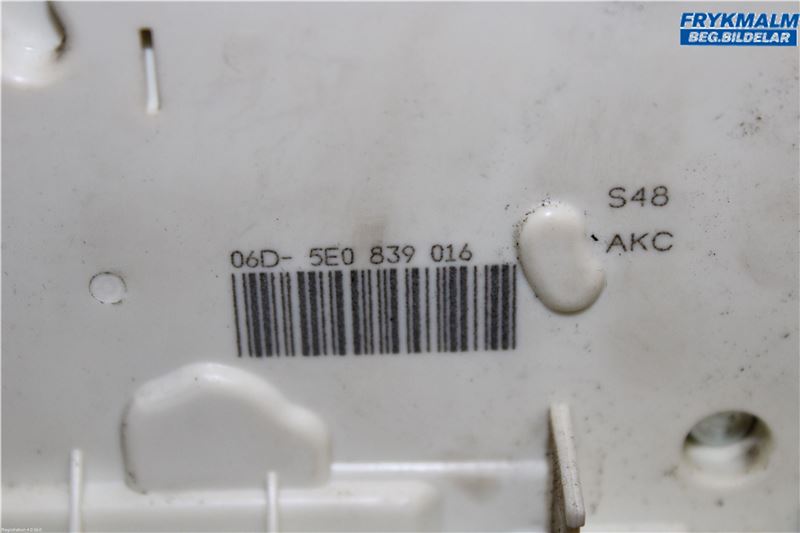 FRYKMALM
BEG.BILDELAR
S48
AKC
06D- 5E0 839 016